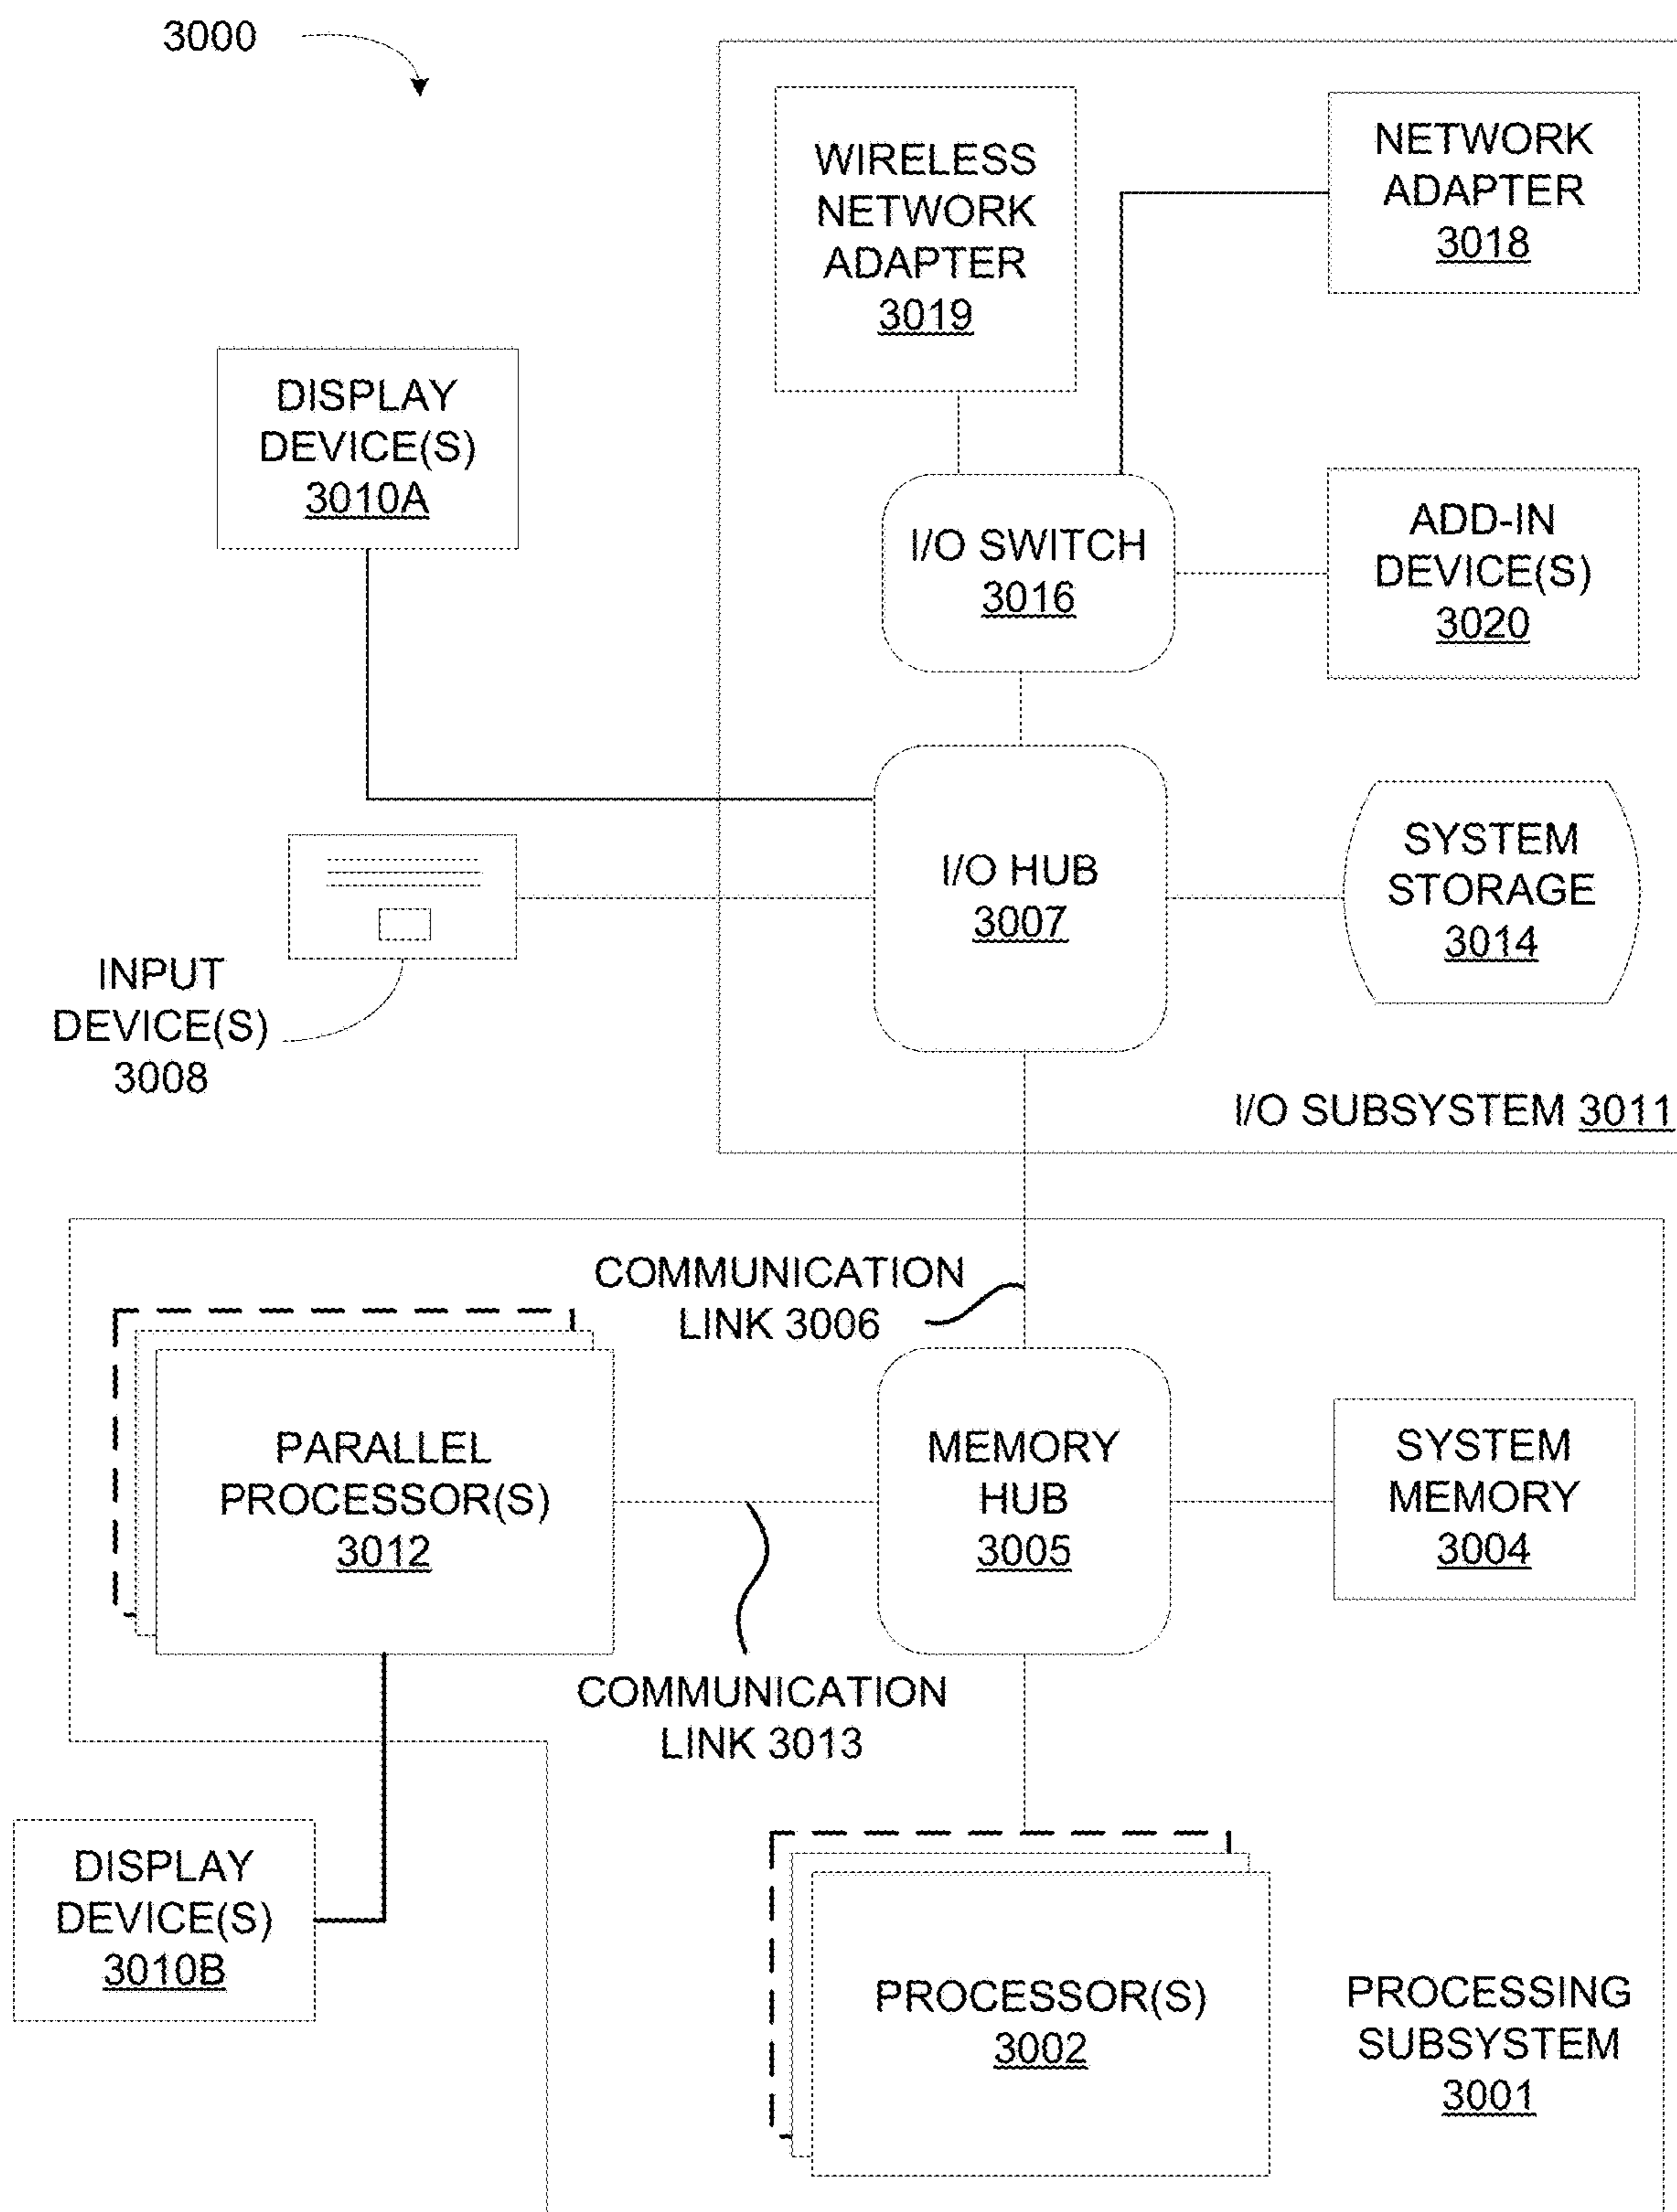 3000
WIRELESS
NETWORK
ADAPTER
3019
NETWORK
ADAPTER
3018
DISPLAY
DEVICE(S)
3010A
I/O SWITCH
3016
ADD-IN
DEVICE(S)
3020
I/O HUB
3007
SYSTEM
STORAGE
3014
INPUT
DEVICE(S)
3008
I/O SUBSYSTEM 3011
COMMUNICATION
LINK 3006
PARALLEL
PROCESSOR(S)
3012
MEMORY
HUB
3005
SYSTEM
MEMORY
3004
COMMUNICATION
LINK 3013
DISPLAY
DEVICE(S)
3010B
PROCESSOR(S)
3002
PROCESSING
SUBSYSTEM
3001